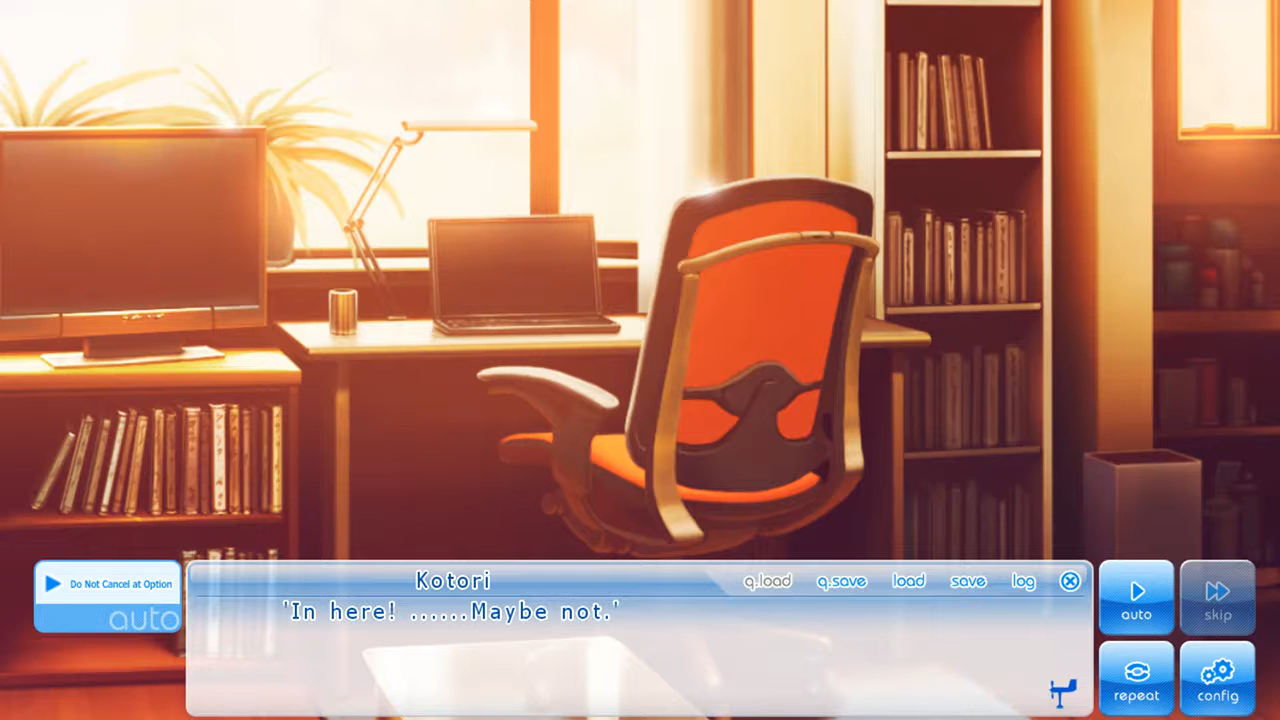 Do Not Cancel at Option
auto
Kotori
q.load q.save load save log
'In here! ......Maybe not.'
auto
skip
repeat
config